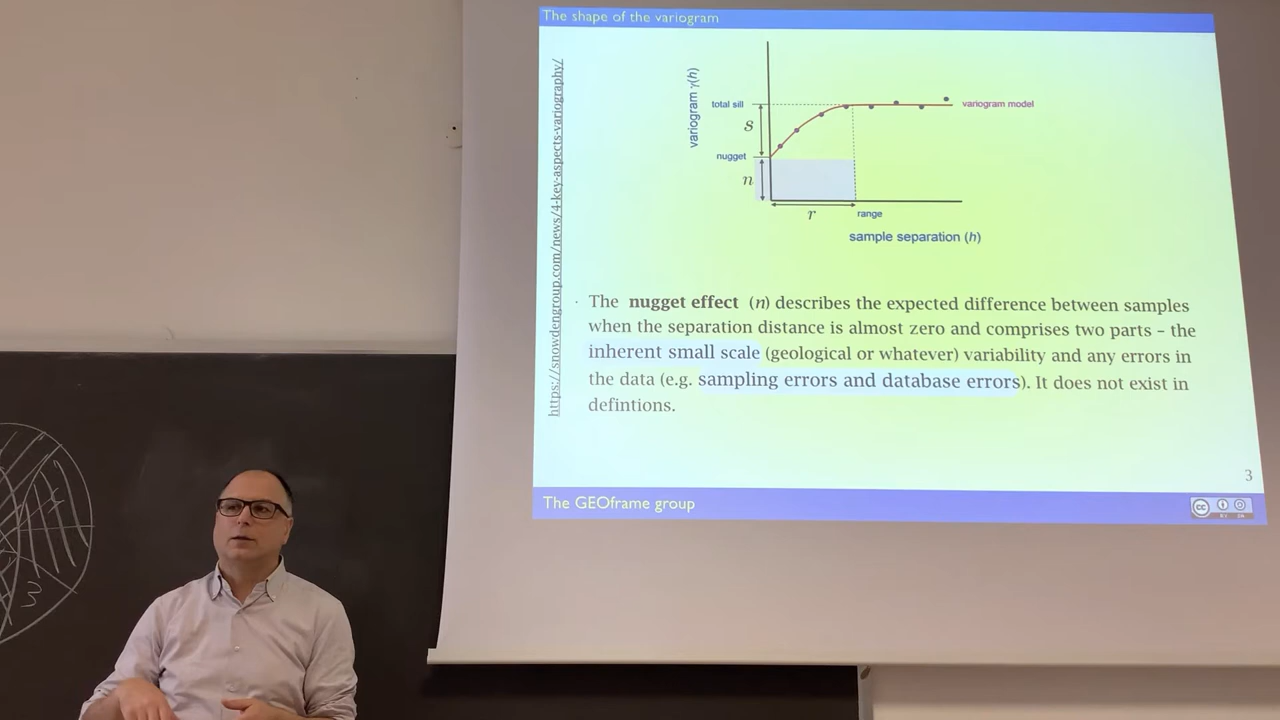 The shape of the variogram
https://snowdengroup.com/news/4-key-aspects-variography/
variogram γ(h)
total sill
variogram model
s
nugget
n
r
range
sample separation (h)
· The nugget effect (n) describes the expected difference between samples
when the separation distance is almost zero and comprises two parts – the
inherent small scale (geological or whatever) variability and any errors in
the data (e.g. sampling errors and database errors). It does not exist in
defintions.
3
The GEOframe group
cc
3